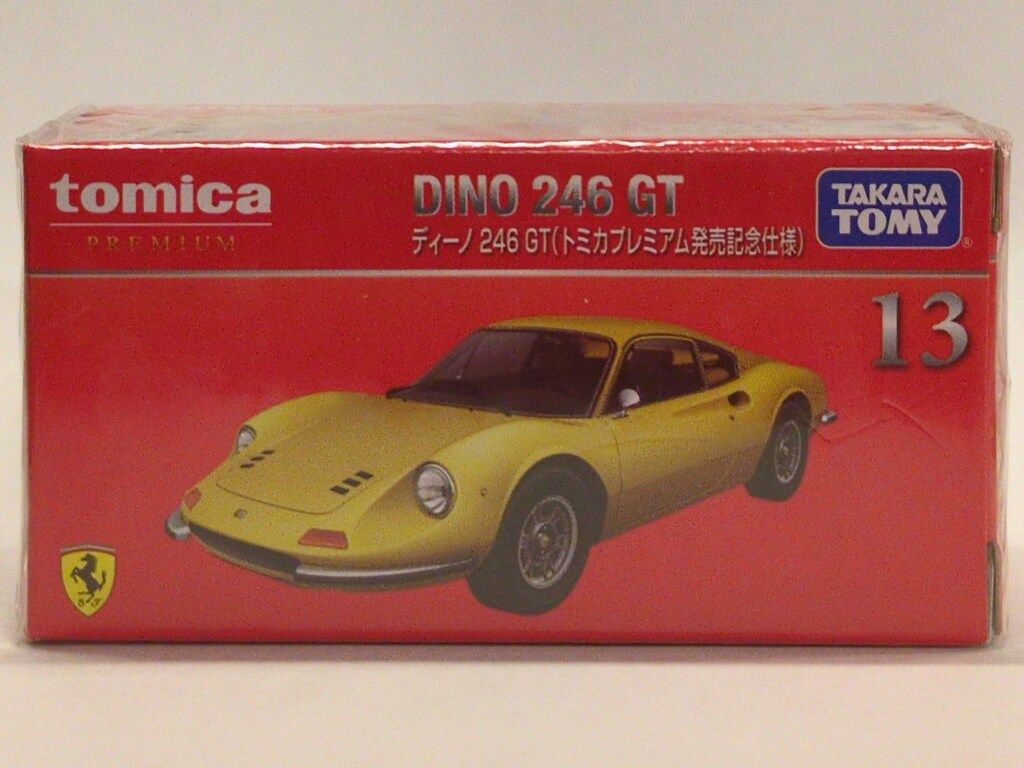 tomica
PREMIUM
DINO 246 GT
ディーノ 246 GT(トミカプレミアム発売記念仕様)
TAKARA
TOMY
®
13
S F